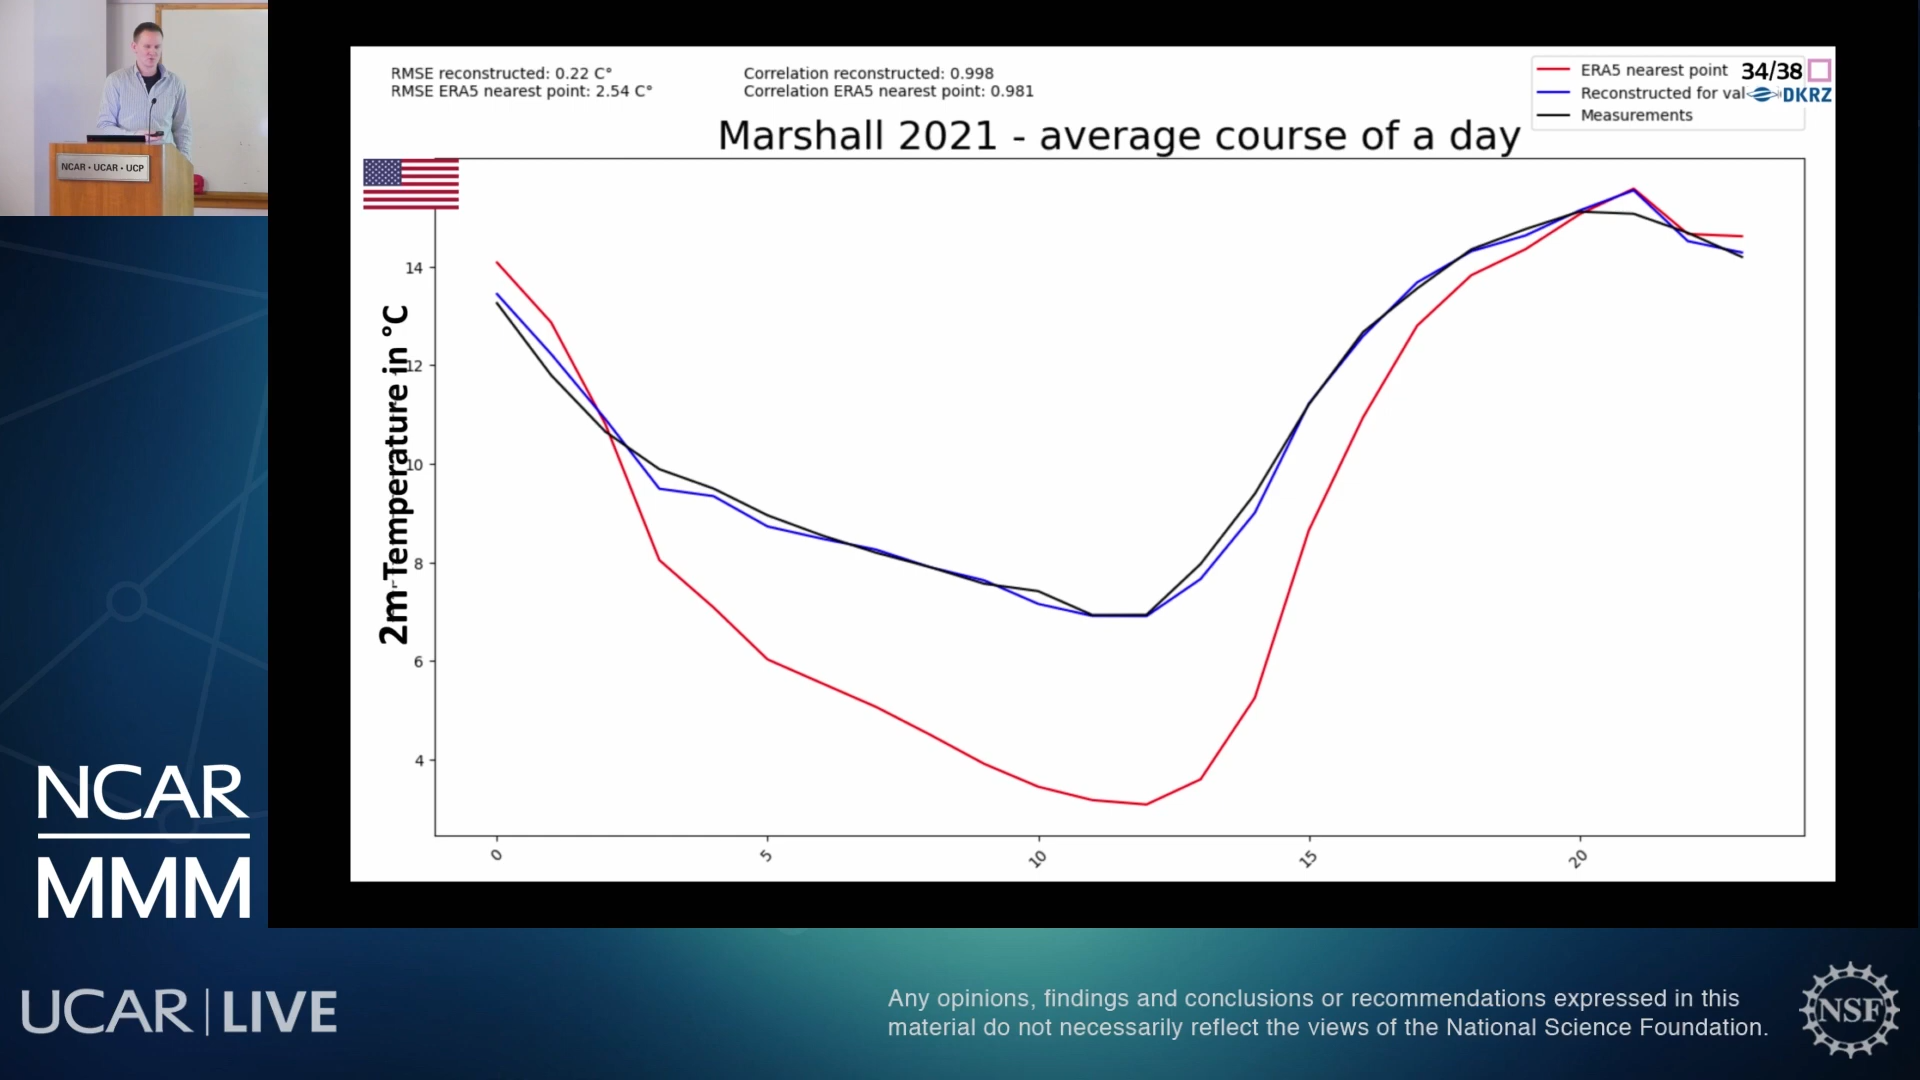 NCAR • UCAR • UCP
RMSE reconstructed: 0.22 C°
RMSE ERA5 nearest point: 2.54 C°
Correlation reconstructed: 0.998
Correlation ERA5 nearest point: 0.981
ERA5 nearest point
Reconstructed for val
Measurements
34/38
DKRZ
Marshall 2021 - average course of a day
2m Temperature in °C
14
12
10
8
6
4
0
5
10
15
20
NCAR
MMM
UCAR | LIVE
Any opinions, findings and conclusions or recommendations expressed in this
material do not necessarily reflect the views of the National Science Foundation.
NSF